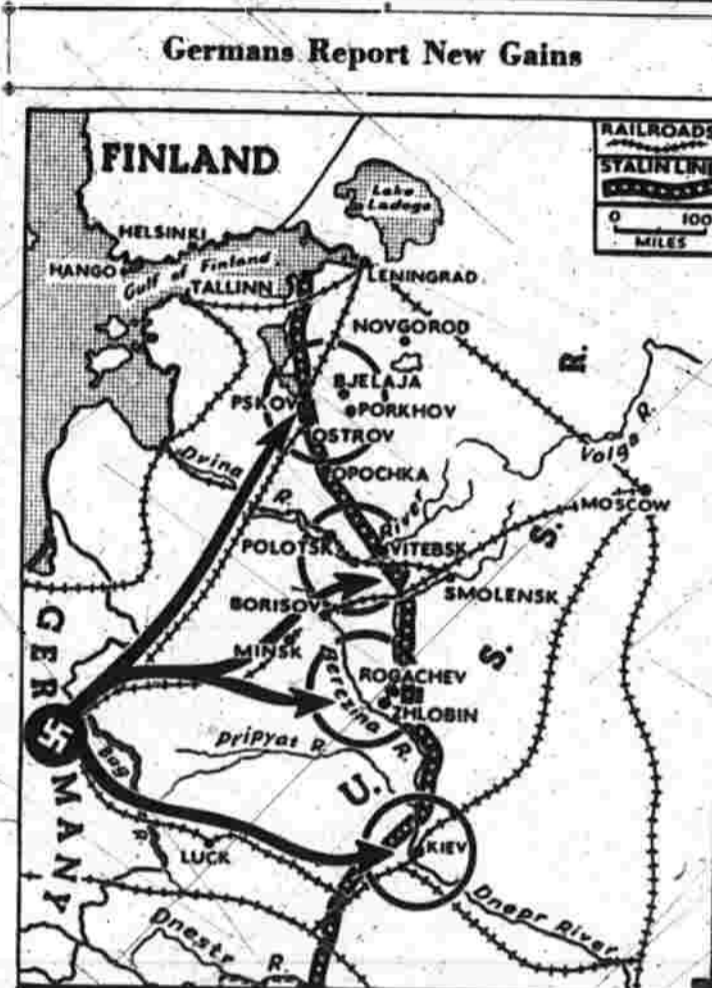 Germans Report New Gains
RAILROADS
STALIN LINE
0 100
MILES
FINLAND
Lake
Ladoga
HELSINKI
HANGO
Gulf of Finland
TALLINN
LENINGRAD
NOVGOROD
R.
BJELAJA
PSKOV
PORKHOV
OSTROV
Volga R.
OPOCHKA
Dvina R.
River
MOSCOW
POLOTSK
VITEBSK
S.
BORISOV
SMOLENSK
MINSK
S.
GERMANY
ROGACHEV
Berezina R.
ZHLOBIN
pripyat R.
Bug R.
U.
KIEV
LUCK
Dnepr River
Dnestr R.